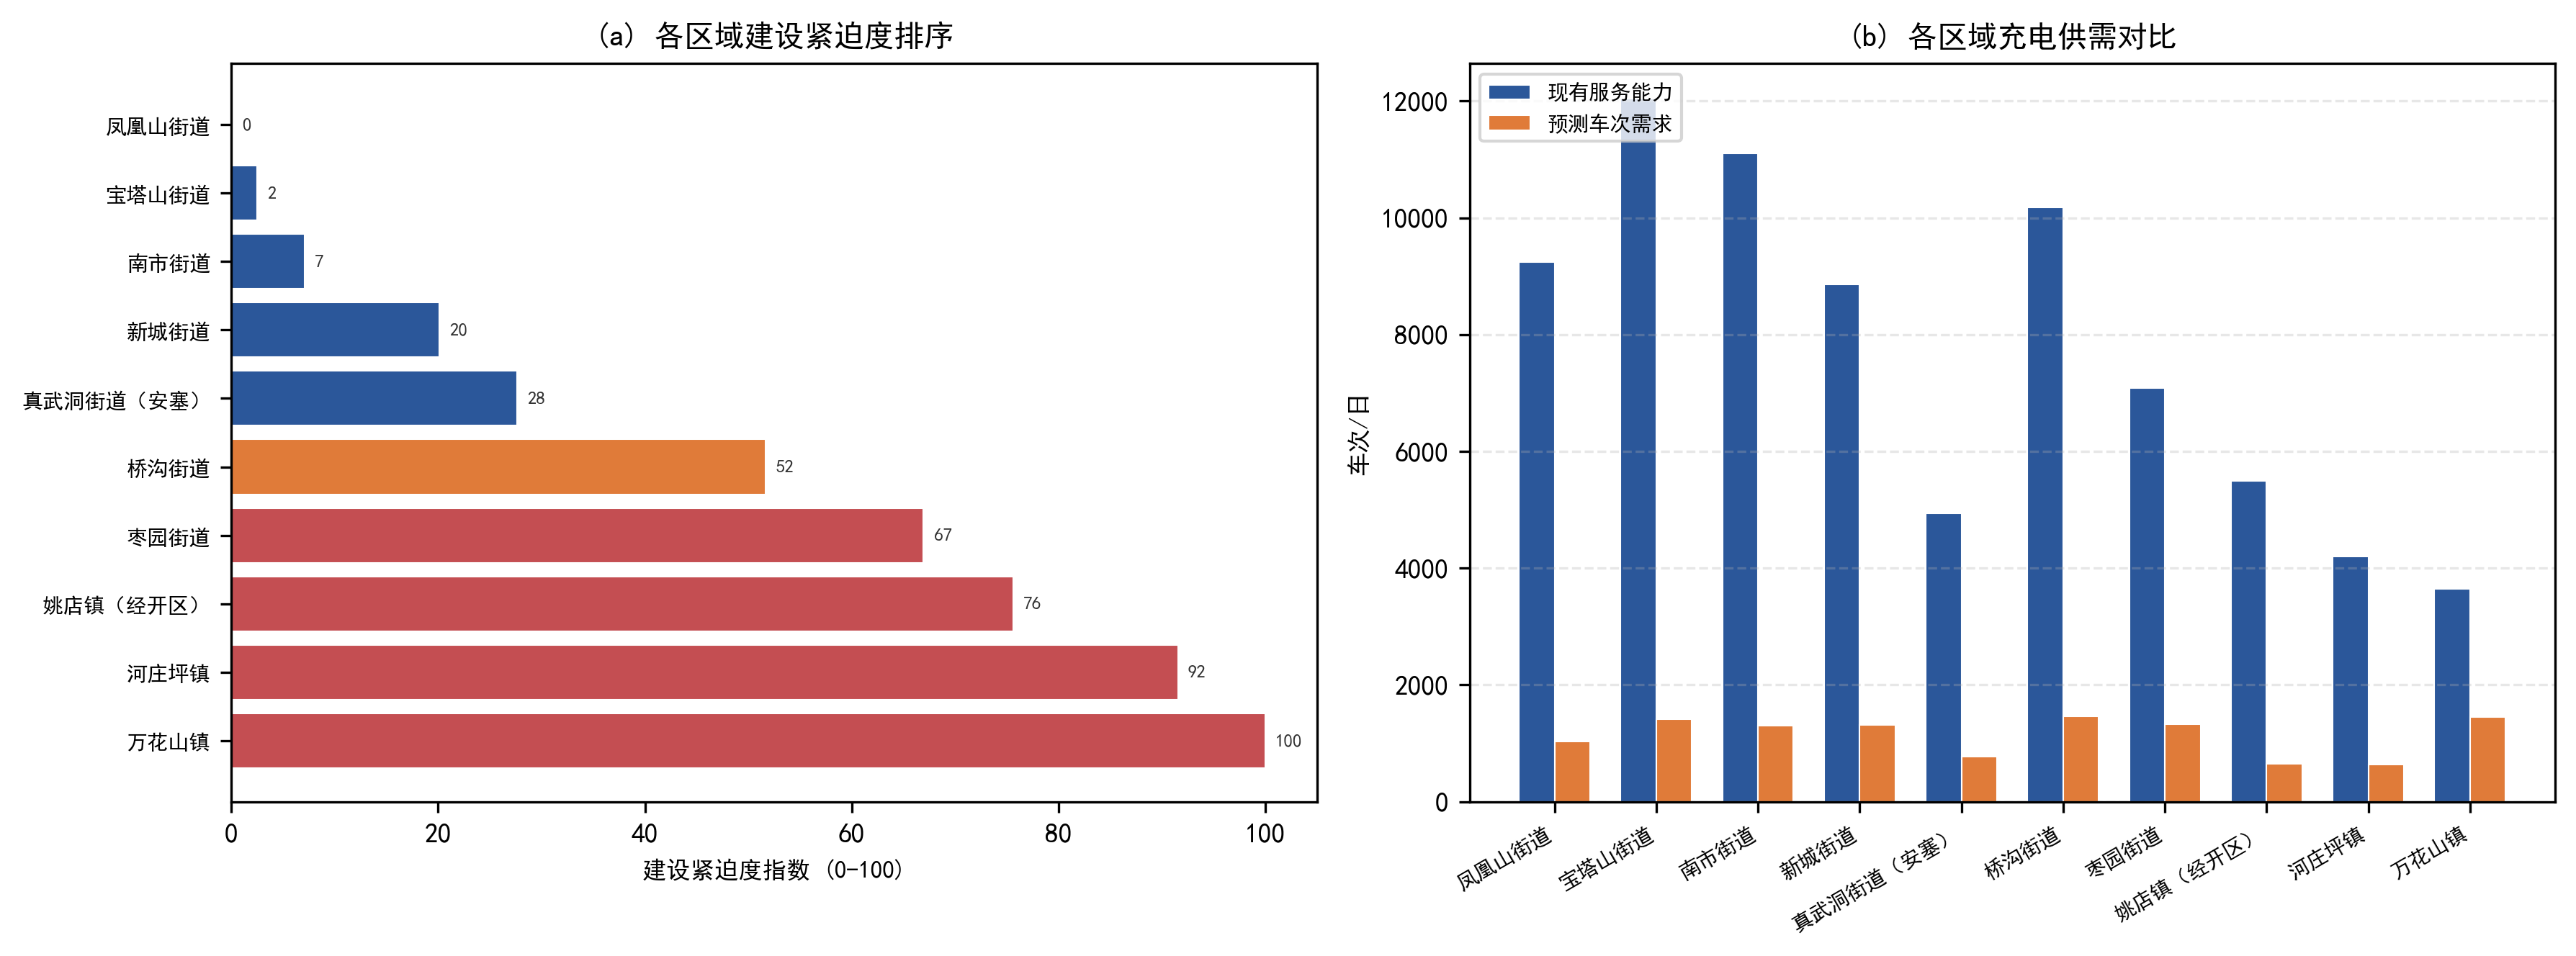 (a) 各区域建设紧迫度排序
凤凰山街道
0
宝塔山街道
2
南市街道
7
新城街道
20
真武洞街道（安塞）
28
桥沟街道
52
枣园街道
67
姚店镇（经开区）
76
河庄坪镇
92
万花山镇
100
0 20 40 60 80 100
建设紧迫度指数 (0-100)
(b) 各区域充电供需对比
现有服务能力
预测车次需求
12000
10000
8000
6000
4000
2000
0
车次/日
凤凰山街道
宝塔山街道
南市街道
新城街道
真武洞街道（安塞）
桥沟街道
枣园街道
姚店镇（经开区）
河庄坪镇
万花山镇